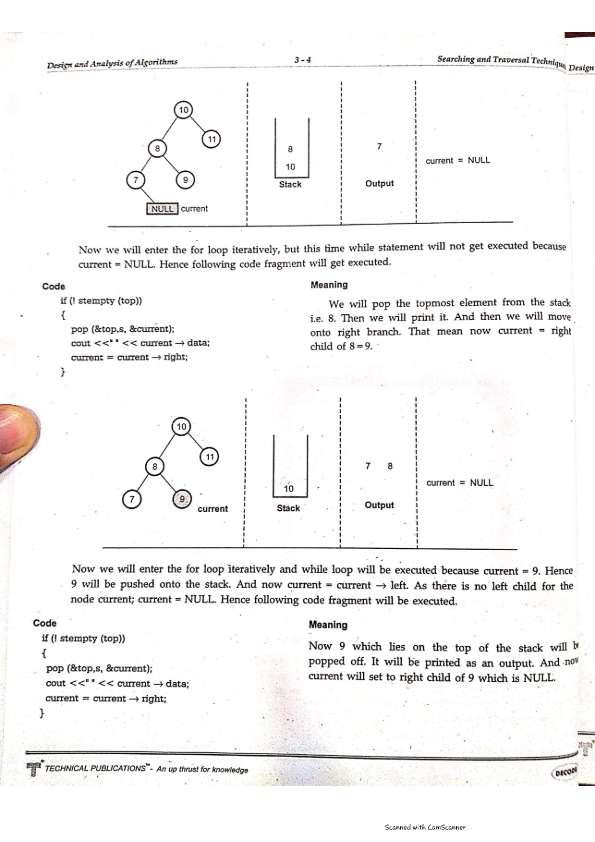 Design and Analysis of Algorithms 3 - 4 Searching and Traversal Technique
Design
10
8
11
7
9
NULL current
8
10
Stack
7
Output
current = NULL
Now we will enter the for loop iteratively, but this time while statement will not get executed because
current = NULL. Hence following code fragment will get executed.
Code
if (! stempty (top))
{
pop (&top,s, &current);
cout <<" " << current → data;
current = current → right;
}
Meaning
We will pop the topmost element from the stack
i.e. 8. Then we will print it. And then we will move
onto right branch. That mean now current = right
child of 8 = 9.
10
8
11
7
9
current
10
Stack
7 8
Output
current = NULL
Now we will enter the for loop iteratively and while loop will be executed because current = 9. Hence
9 will be pushed onto the stack. And now current = current → left. As there is no left child for the
node current; current = NULL. Hence following code fragment will be executed.
Code
if (! stempty (top))
{
pop (&top,s, &current);
cout <<" " << current → data;
current = current → right;
}
Meaning
Now 9 which lies on the top of the stack will be
popped off. It will be printed as an output. And now
current will set to right child of 9 which is NULL.
TECHNICAL PUBLICATIONS™ - An up thrust for knowledge
DECODE
Scanned with CamScanner